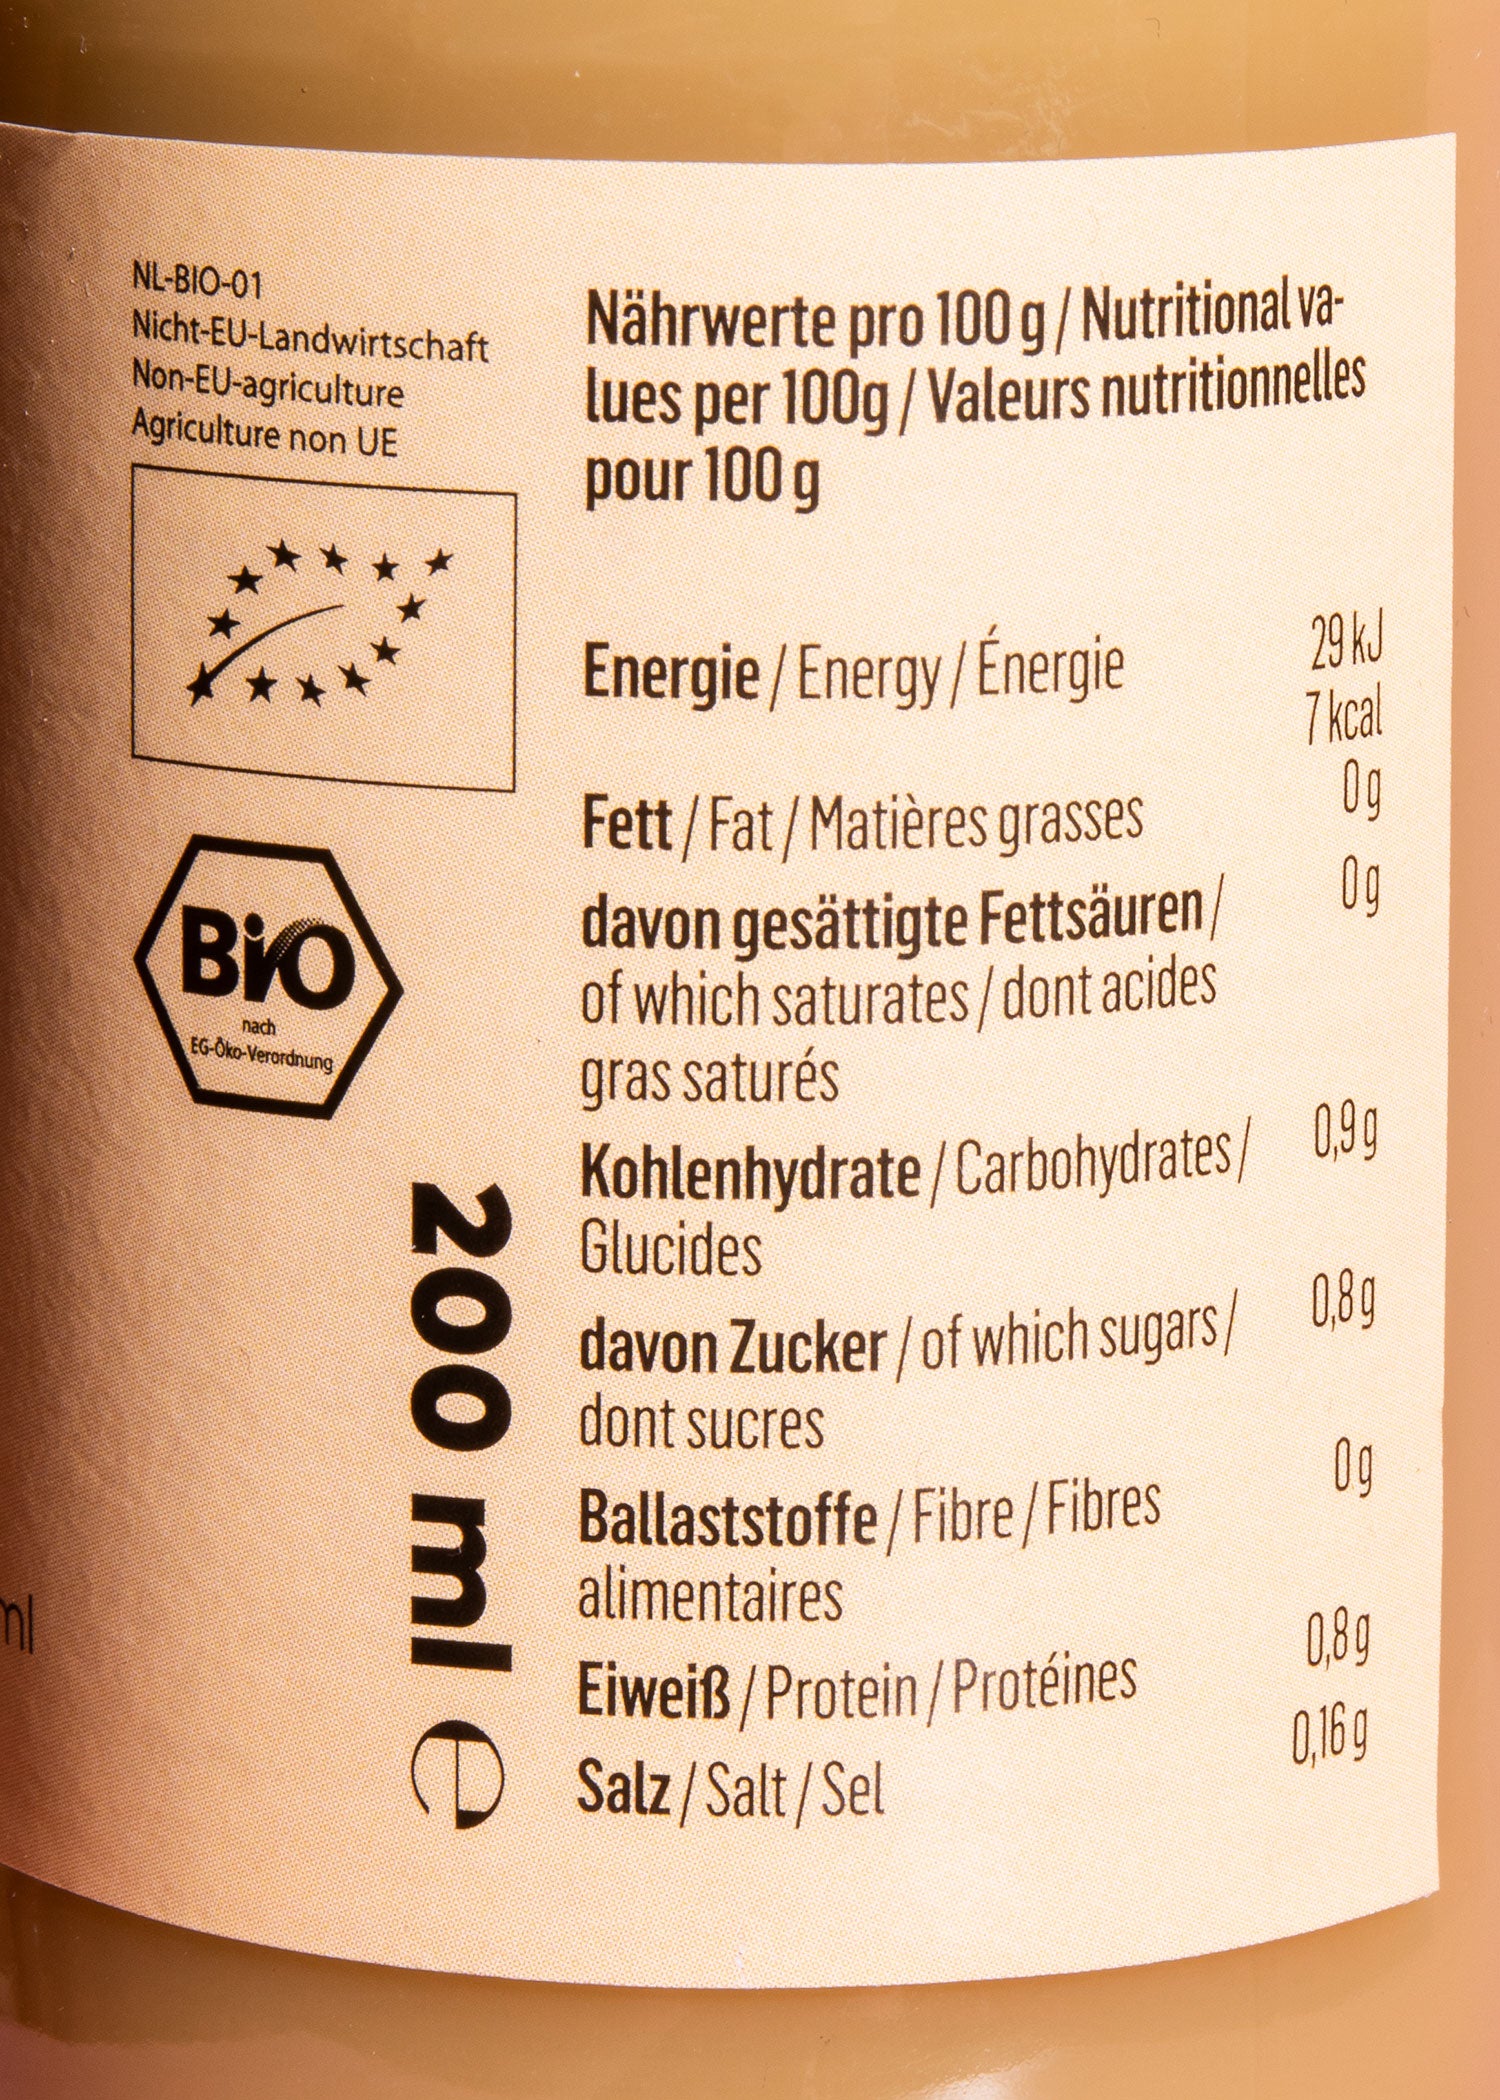 NL-BIO-01
Nicht-EU-Landwirtschaft
Non-EU-agriculture
Agriculture non UE
Bio
nach
EG-Öko-Verordnung
200 ml e
ml
Nährwerte pro 100 g / Nutritional va-
lues per 100g / Valeurs nutritionnelles
pour 100 g
Energie / Energy / Énergie 29 kJ
7 kcal
Fett / Fat / Matières grasses 0 g
davon gesättigte Fettsäuren / 0 g
of which saturates / dont acides
gras saturés
Kohlenhydrate / Carbohydrates / 0,9 g
Glucides
davon Zucker / of which sugars / 0,8 g
dont sucres
Ballaststoffe / Fibre / Fibres 0 g
alimentaires
Eiweiß / Protein / Protéines 0,8 g
Salz / Salt / Sel 0,16 g